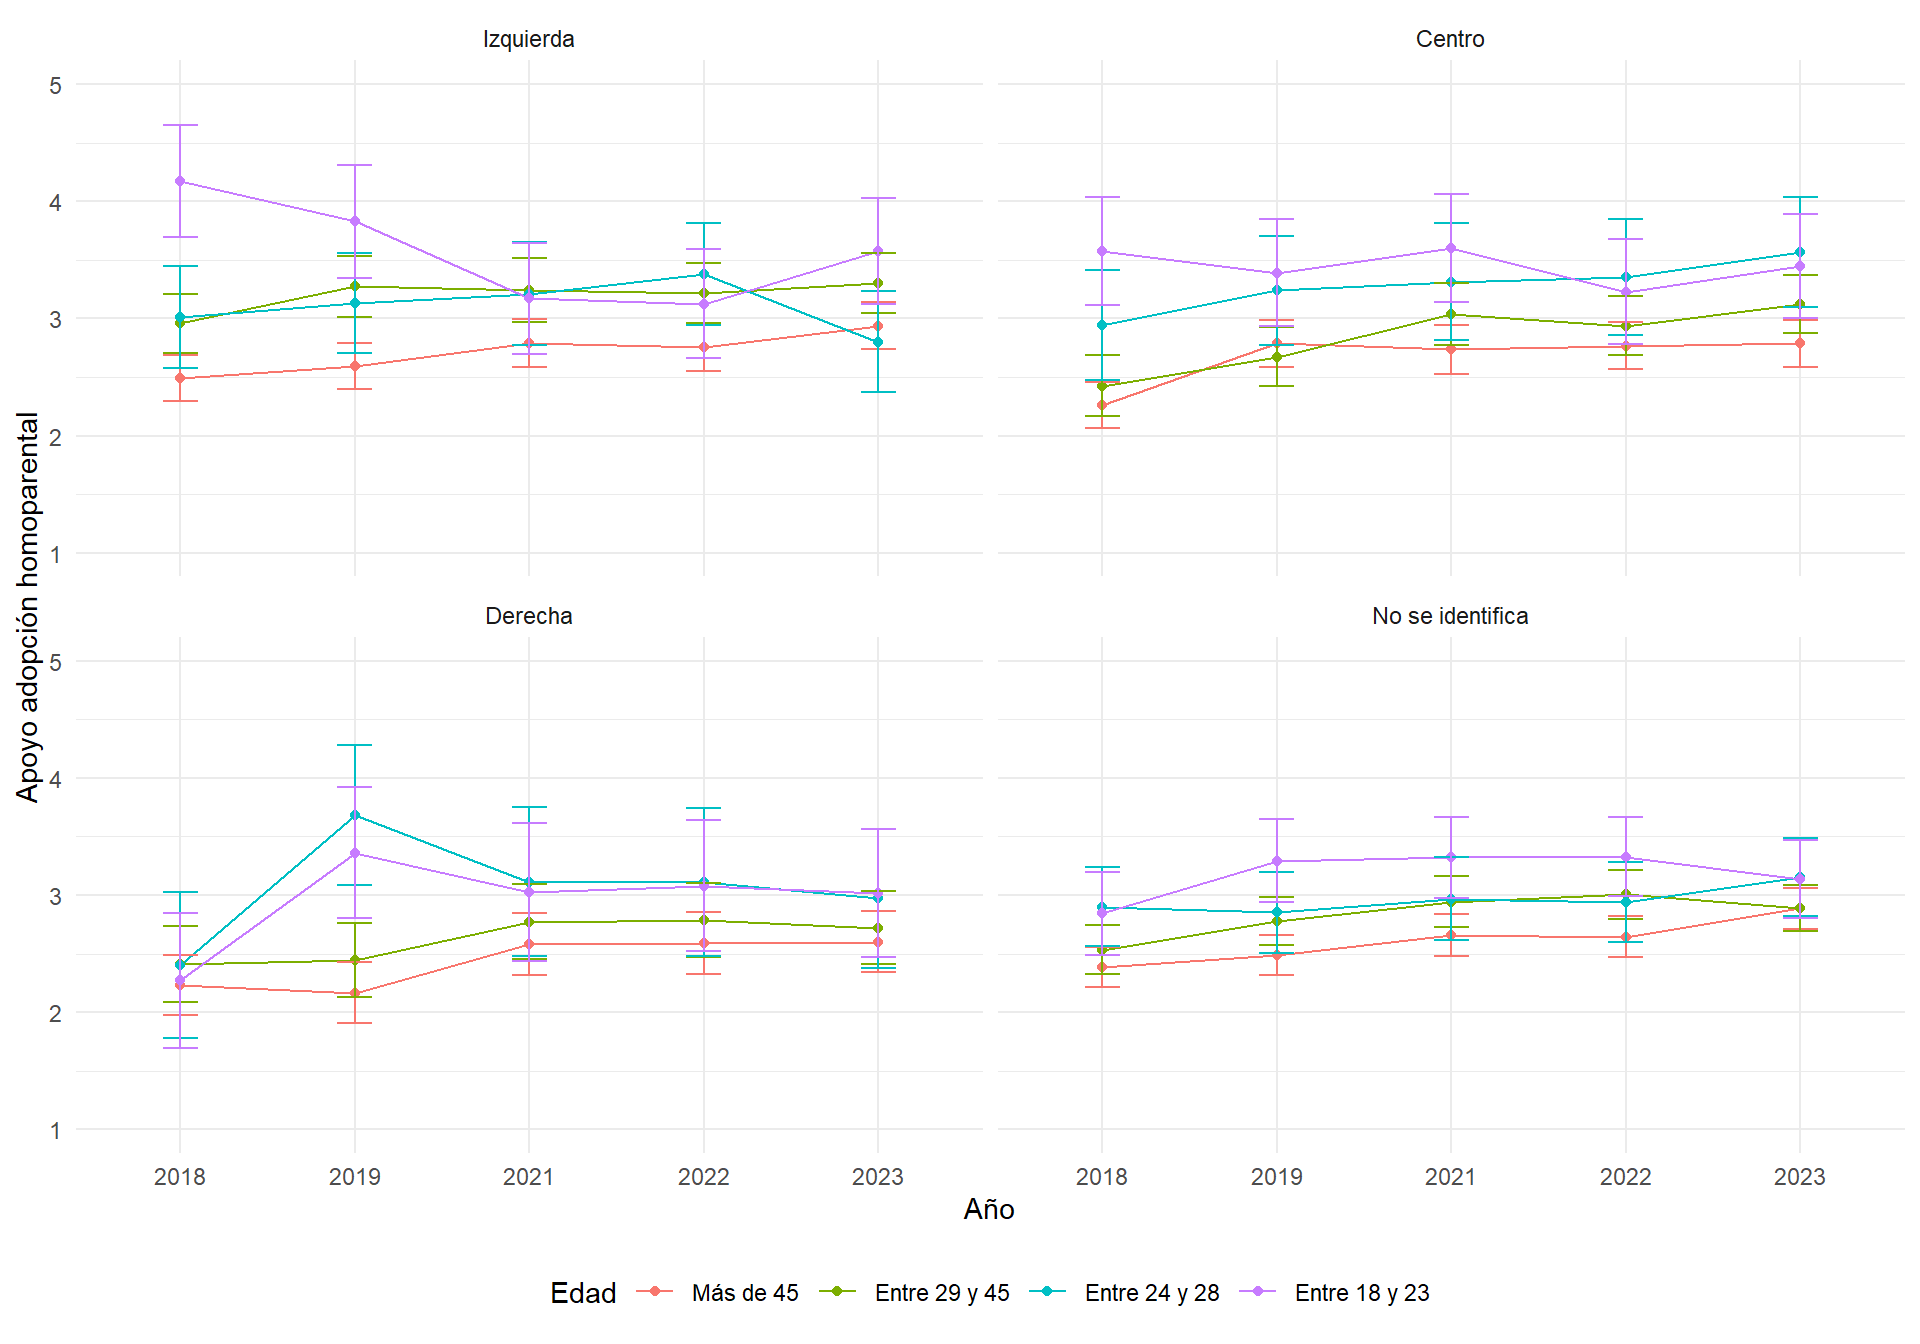 Izquierda
Centro
5
4
3
2
1
Apoyo adopción homoparental
Derecha
No se identifica
5
4
3
2
1
2018 2019 2021 2022 2023
2018 2019 2021 2022 2023
Año
Edad Más de 45 Entre 29 y 45 Entre 24 y 28 Entre 18 y 23